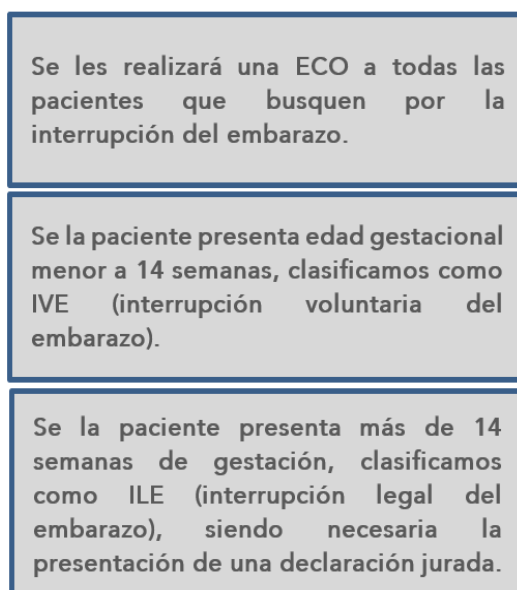 Se les realizará una ECO a todas las
pacientes que busquen por la
interrupción del embarazo.
Se la paciente presenta edad gestacional
menor a 14 semanas, clasificamos como
IVE (interrupción voluntaria del
embarazo).
Se la paciente presenta más de 14
semanas de gestación, clasificamos
como ILE (interrupción legal del
embarazo), siendo necesaria la
presentación de una declaración jurada.